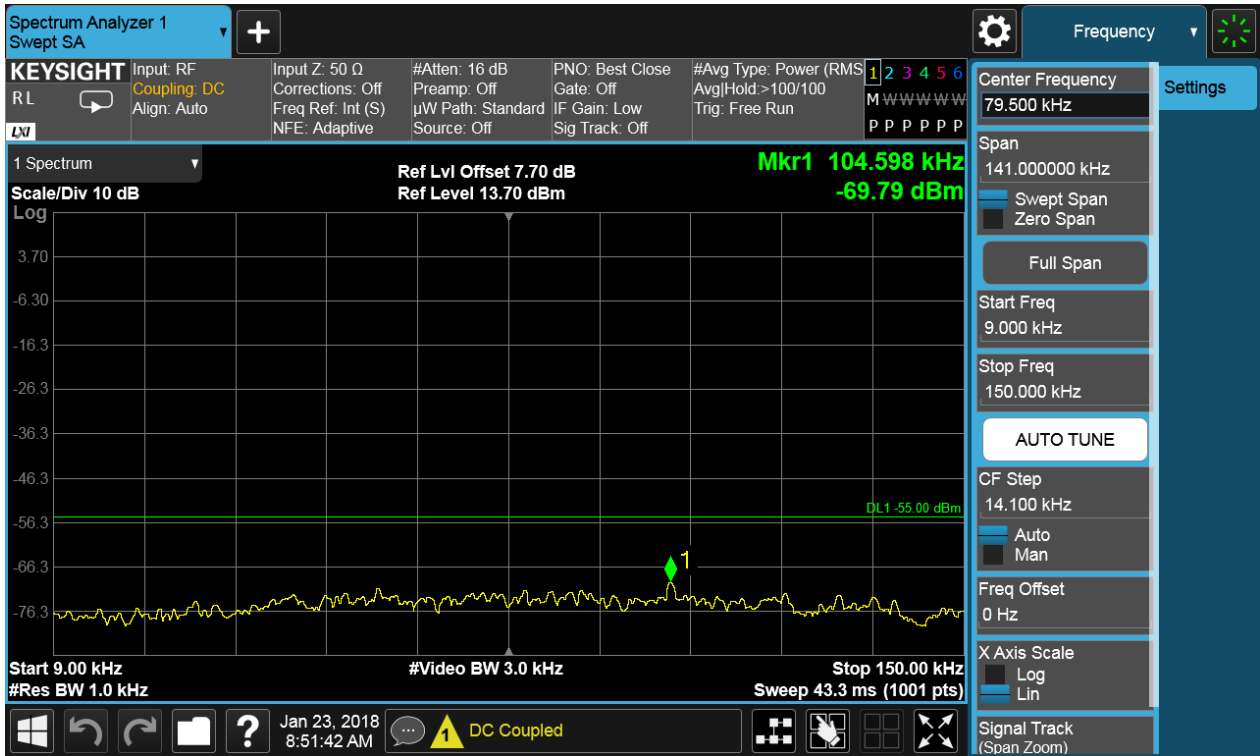 Spectrum Analyzer 1
Swept SA
+
Frequency
KEYSIGHT
R L
LXI
Input: RF
Coupling: DC
Align: Auto
Input Z: 50 Ω
Corrections: Off
Freq Ref: Int (S)
NFE: Adaptive
#Atten: 16 dB
Preamp: Off
µW Path: Standard
Source: Off
PNO: Best Close
Gate: Off
IF Gain: Low
Sig Track: Off
#Avg Type: Power (RMS
Avg|Hold:>100/100
Trig: Free Run
1 2 3 4 5 6
M W W W W W
P P P P P P
1 Spectrum
Scale/Div 10 dB
Log
Ref Lvl Offset 7.70 dB
Ref Level 13.70 dBm
Mkr1 104.598 kHz
-69.79 dBm
3.70
-6.30
-16.3
-26.3
-36.3
-46.3
-56.3
-66.3
-76.3
DL1 -55.00 dBm
1
Start 9.00 kHz
#Res BW 1.0 kHz
#Video BW 3.0 kHz
Stop 150.00 kHz
Sweep 43.3 ms (1001 pts)
Center Frequency
79.500 kHz
Settings
Span
141.000000 kHz
Swept Span
Zero Span
Full Span
Start Freq
9.000 kHz
Stop Freq
150.000 kHz
AUTO TUNE
CF Step
14.100 kHz
Auto
Man
Freq Offset
0 Hz
X Axis Scale
Log
Lin
Signal Track
(Span Zoom)
?
Jan 23, 2018
8:51:42 AM
1
DC Coupled